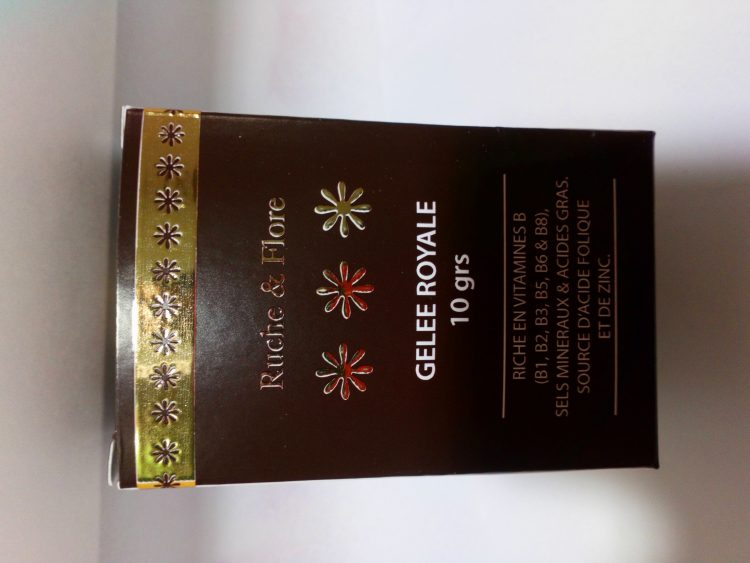 Ruche & Flore
GELEE ROYALE
10 grs
RICHE EN VITAMINES B
(B1, B2, B3, B5, B6 & B8),
SELS MINERAUX & ACIDES GRAS.
SOURCE D'ACIDE FOLIQUE
ET DE ZINC.